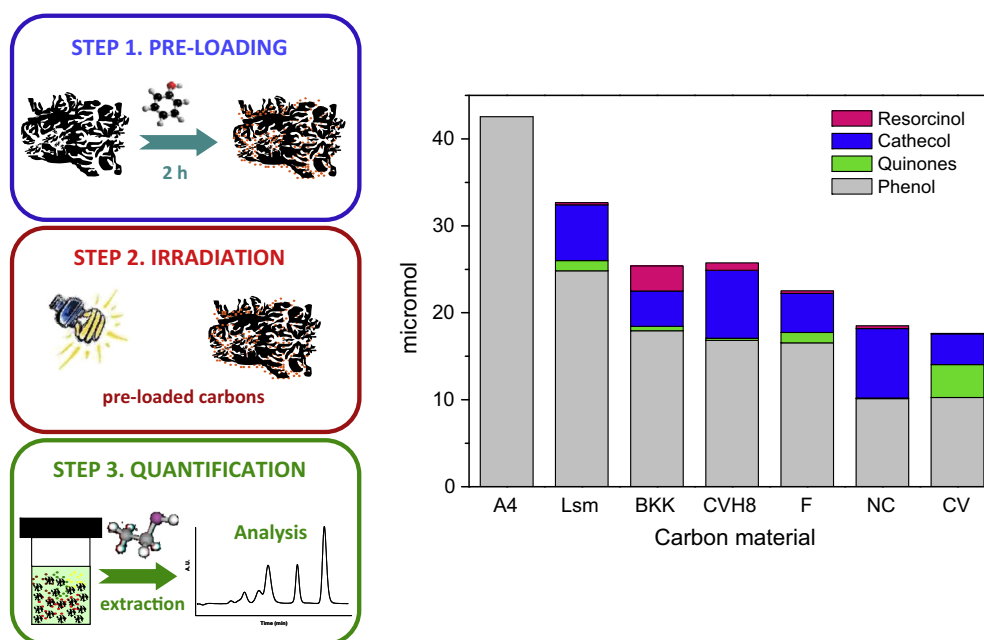 STEP 1. PRE-LOADING
2 h
STEP 2. IRRADIATION
pre-loaded carbons
STEP 3. QUANTIFICATION
Analysis
extraction
A.U.
Time (min)
micromol
40
30
20
10
0
Resorcinol
Cathecol
Quinones
Phenol
A4 Lsm BKK CVH8 F NC CV
Carbon material